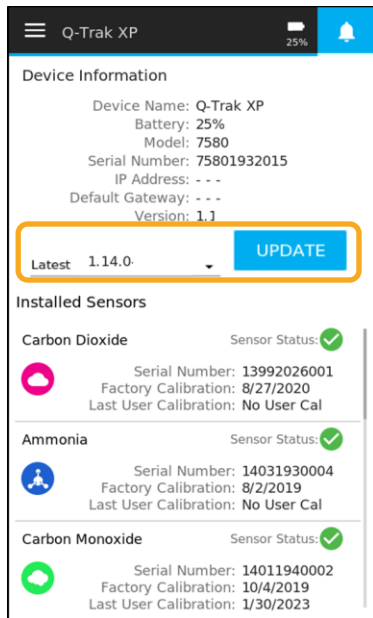 Q-Trak XP
25%
Device Information
Device Name: Q-Trak XP
Battery: 25%
Model: 7580
Serial Number: 75801932015
IP Address: - - -
Default Gateway: - - -
Version: 1.1
Latest 1.14.0
UPDATE
Installed Sensors
Carbon Dioxide Sensor Status:
Serial Number: 13992026001
Factory Calibration: 8/27/2020
Last User Calibration: No User Cal
Ammonia Sensor Status:
Serial Number: 14031930004
Factory Calibration: 8/2/2019
Last User Calibration: No User Cal
Carbon Monoxide Sensor Status:
Serial Number: 14011940002
Factory Calibration: 10/4/2019
Last User Calibration: 1/30/2023